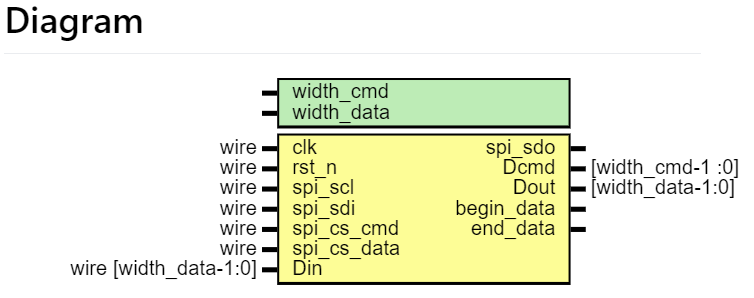 Diagram
width_cmd
width_data
wire clk spi_sdo
wire rst_n Dcmd [width_cmd-1 :0]
wire spi_scl Dout [width_data-1:0]
wire spi_sdi begin_data
wire spi_cs_cmd end_data
wire spi_cs_data
wire [width_data-1:0] Din